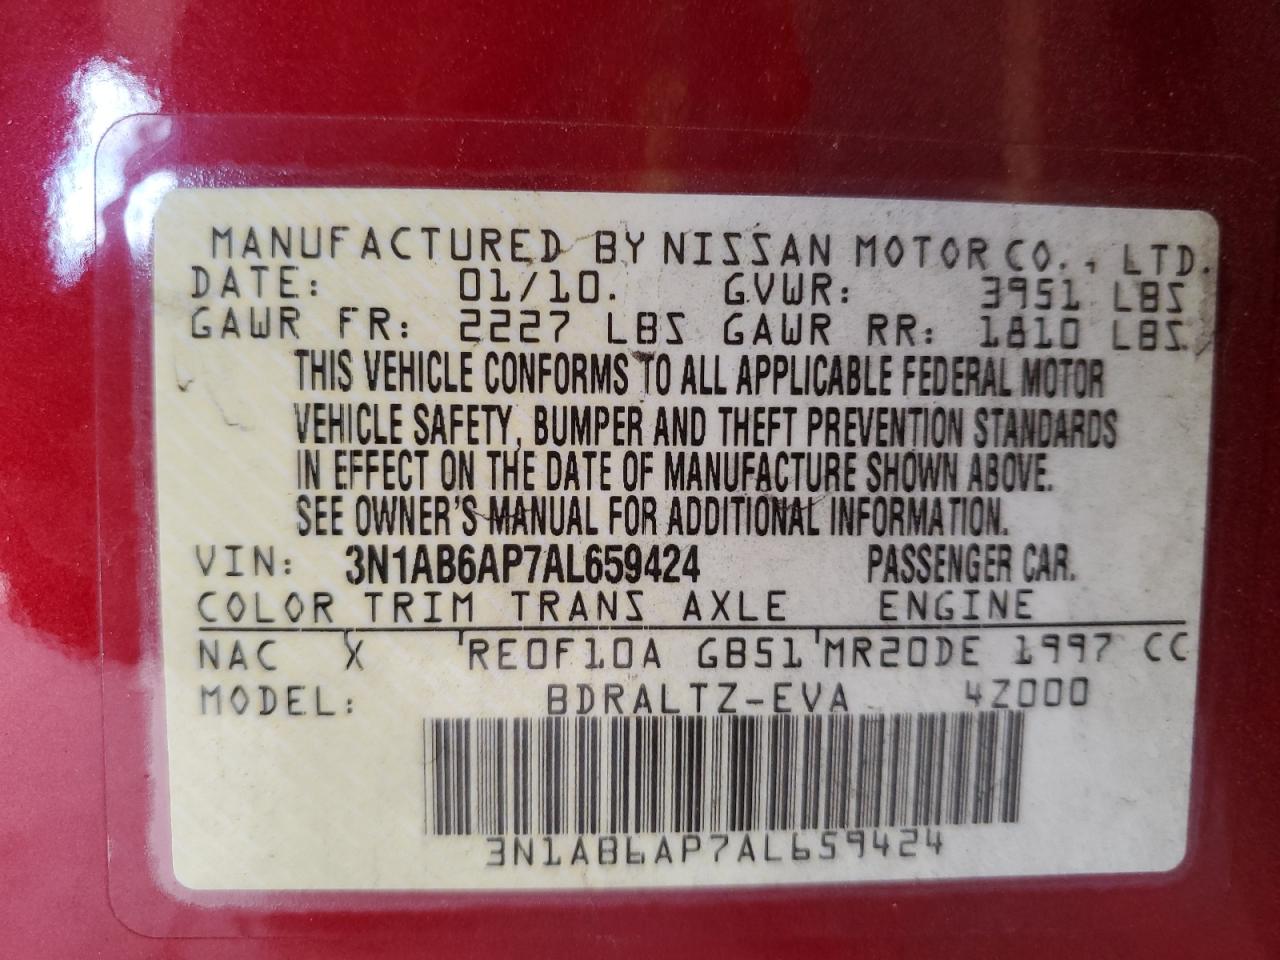 MANUFACTURED BY NISSAN MOTOR CO., LTD.
DATE: 01/10. GVWR: 3951 LBS
GAWR FR: 2227 LBS GAWR RR: 1810 LBS
THIS VEHICLE CONFORMS TO ALL APPLICABLE FEDERAL MOTOR
VEHICLE SAFETY, BUMPER AND THEFT PREVENTION STANDARDS
IN EFFECT ON THE DATE OF MANUFACTURE SHOWN ABOVE.
SEE OWNER'S MANUAL FOR ADDITIONAL INFORMATION.
VIN: 3N1AB6AP7AL659424 PASSENGER CAR.
COLOR TRIM TRANS AXLE ENGINE
NAC X RE0F10A GB51 MR20DE 1997 CC
MODEL: BDRALTZ-EVA 4Z000
3N1AB6AP7AL659424